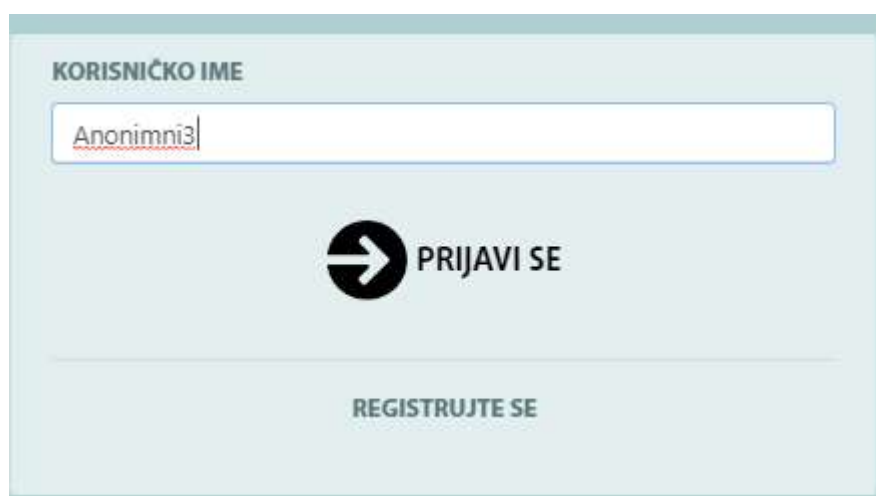 KORISNIČKO IME
Anonimni3
PRIJAVI SE
REGISTRUJTE SE